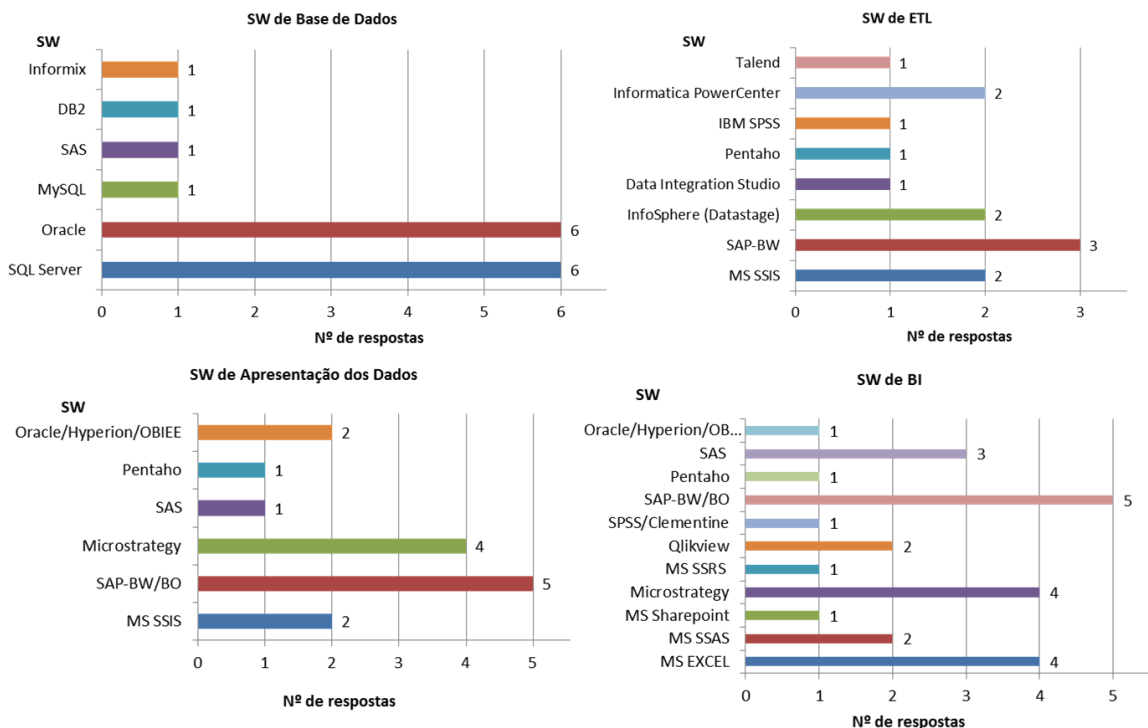 SW de Base de Dados
SW
Informix 1
DB2 1
SAS 1
MySQL 1
Oracle 6
SQL Server 6
0 1 2 3 4 5 6
Nº de respostas
SW de ETL
SW
Talend 1
Informatica PowerCenter 2
IBM SPSS 1
Pentaho 1
Data Integration Studio 1
InfoSphere (Datastage) 2
SAP-BW 3
MS SSIS 2
0 1 2 3
Nº de respostas
SW de Apresentação dos Dados
SW
Oracle/Hyperion/OBIEE 2
Pentaho 1
SAS 1
Microstrategy 4
SAP-BW/BO 5
MS SSIS 2
0 1 2 3 4 5
Nº de respostas
SW de BI
SW
Oracle/Hyperion/OB... 1
SAS 3
Pentaho 1
SAP-BW/BO 5
SPSS/Clementine 1
Qlikview 2
MS SSRS 1
Microstrategy 4
MS Sharepoint 1
MS SSAS 2
MS EXCEL 4
0 1 2 3 4 5
Nº de respostas